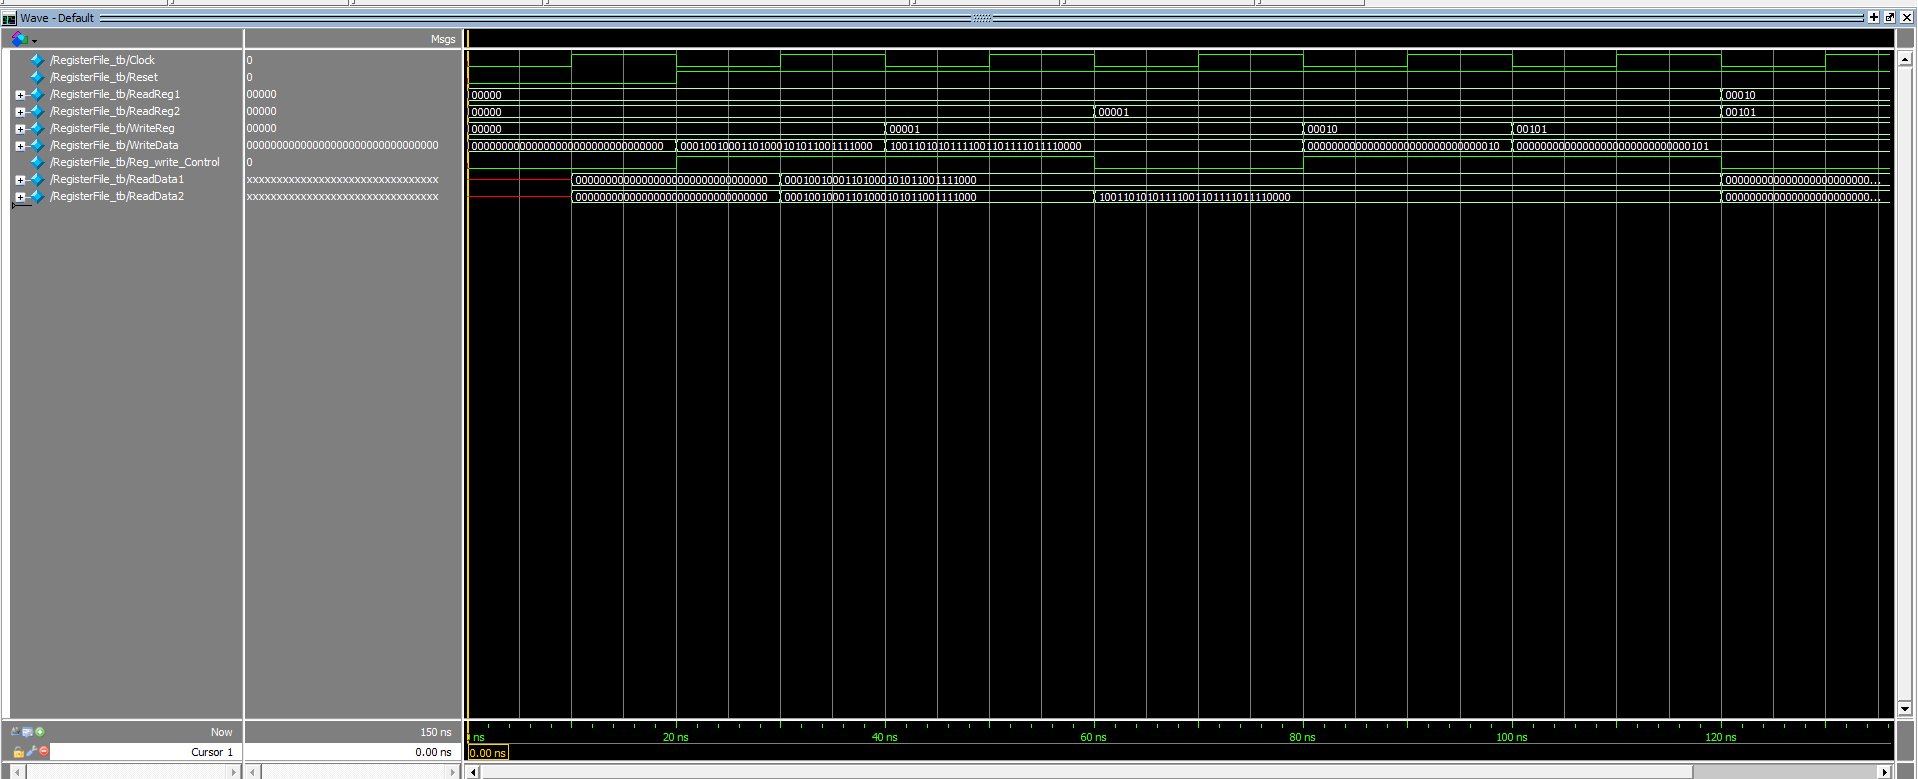 Wave - Default
Msgs
/RegisterFile_tb/Clock 0
/RegisterFile_tb/Reset 0
/RegisterFile_tb/ReadReg1 00000 00000 00010
/RegisterFile_tb/ReadReg2 00000 00000 00001 00101
/RegisterFile_tb/WriteReg 00000 00000 00001 00010 00101
/RegisterFile_tb/WriteData 00000000000000000000000000000000 00000000000000000000000000000000 00010010001101000101011001111000 10011010101111001101111011110000 00000000000000000000000000000010 00000000000000000000000000000101
/RegisterFile_tb/Reg_write_Control 0
/RegisterFile_tb/ReadData1 xxxxxxxxxxxxxxxxxxxxxxxxxxxxxxxx 00000000000000000000000000000000 00010010001101000101011001111000 000000000000000000000000...
/RegisterFile_tb/ReadData2 xxxxxxxxxxxxxxxxxxxxxxxxxxxxxxxx 00000000000000000000000000000000 00010010001101000101011001111000 10011010101111001101111011110000 000000000000000000000000...
Now 150 ns ns 20 ns 40 ns 60 ns 80 ns 100 ns 120 ns
Cursor 1 0.00 ns 0.00 ns